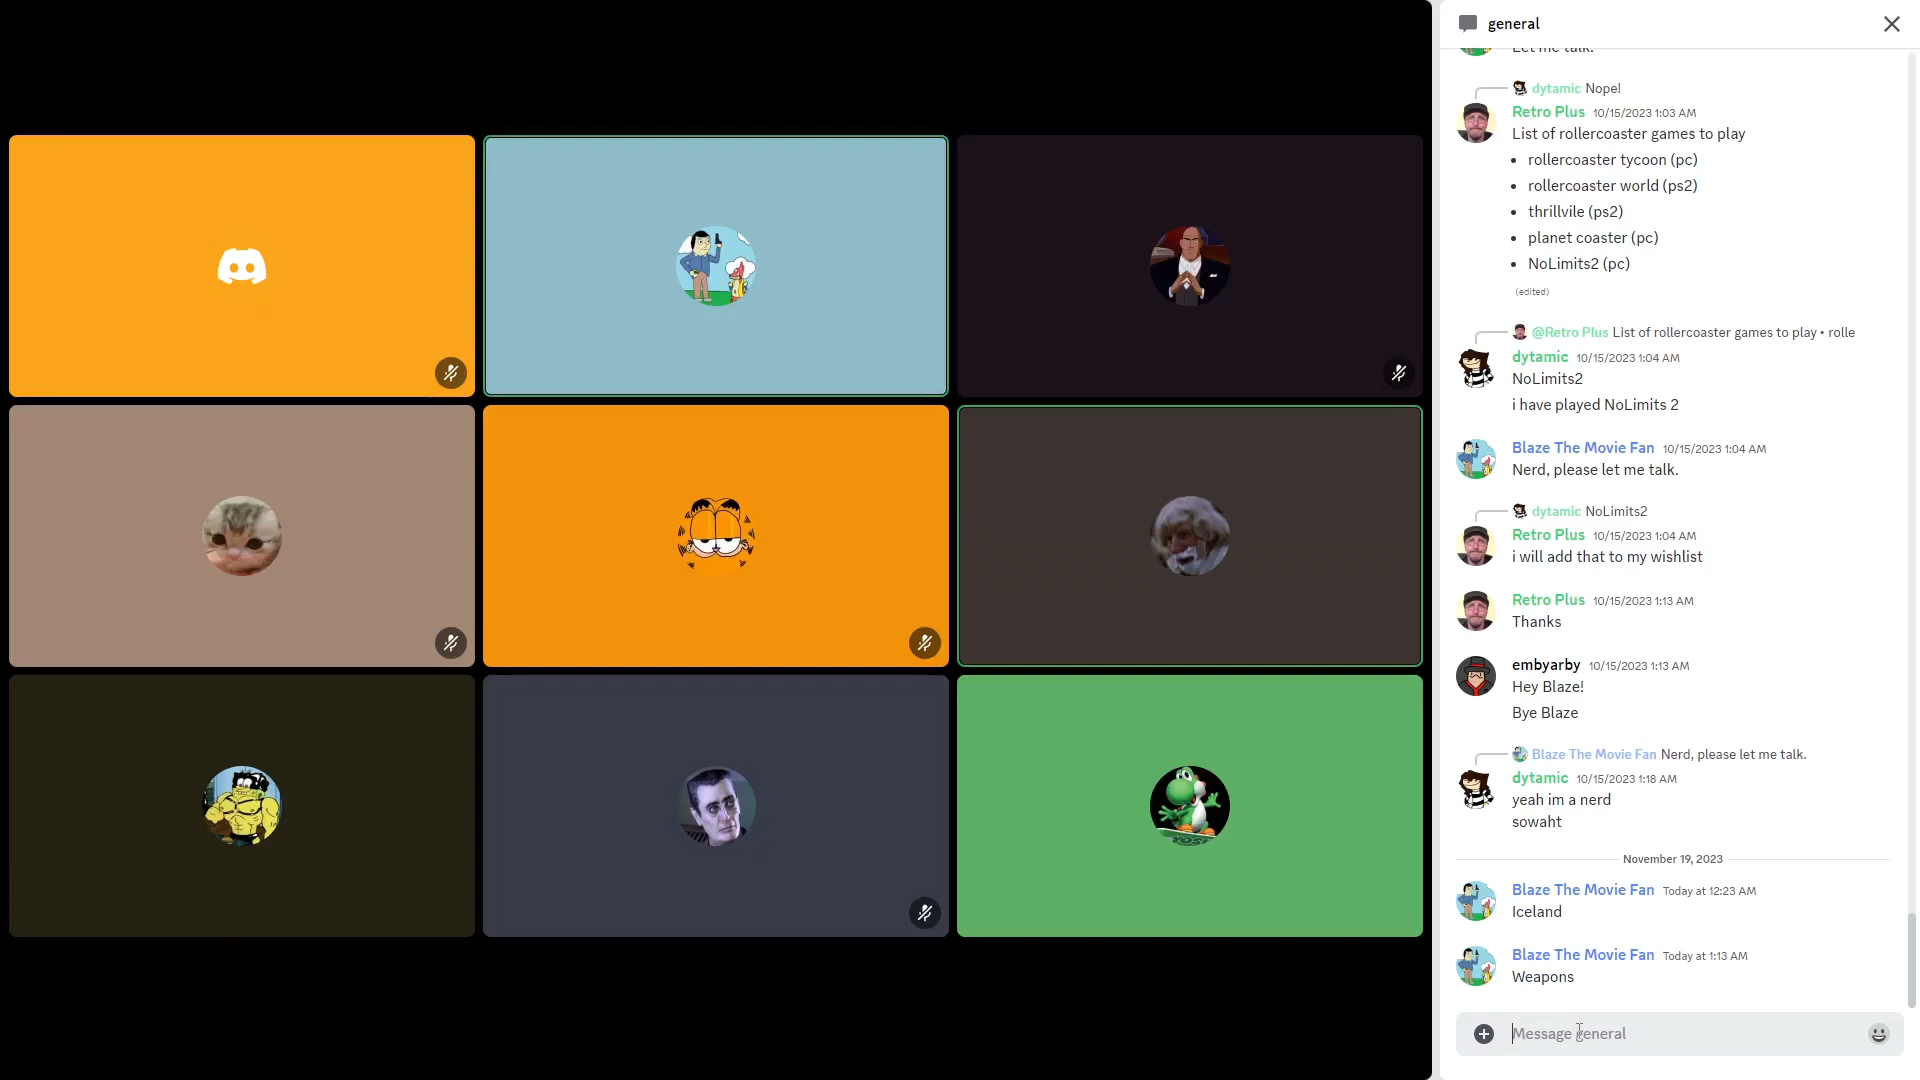 general
Let me talk.
dytamic Nope!
Retro Plus 10/15/2023 1:03 AM
List of rollercoaster games to play
• rollercoaster tycoon (pc)
• rollercoaster world (ps2)
• thrillvile (ps2)
• planet coaster (pc)
• NoLimits2 (pc)
(edited)
@Retro Plus List of rollercoaster games to play • rolle
dytamic 10/15/2023 1:04 AM
NoLimits2
i have played NoLimits 2
Blaze The Movie Fan 10/15/2023 1:04 AM
Nerd, please let me talk.
dytamic NoLimits2
Retro Plus 10/15/2023 1:04 AM
i will add that to my wishlist
Retro Plus 10/15/2023 1:13 AM
Thanks
embyarby 10/15/2023 1:13 AM
Hey Blaze!
Bye Blaze
Blaze The Movie Fan Nerd, please let me talk.
dytamic 10/15/2023 1:18 AM
yeah im a nerd
sowaht
November 19, 2023
Blaze The Movie Fan Today at 12:23 AM
Iceland
Blaze The Movie Fan Today at 1:13 AM
Weapons
Message general